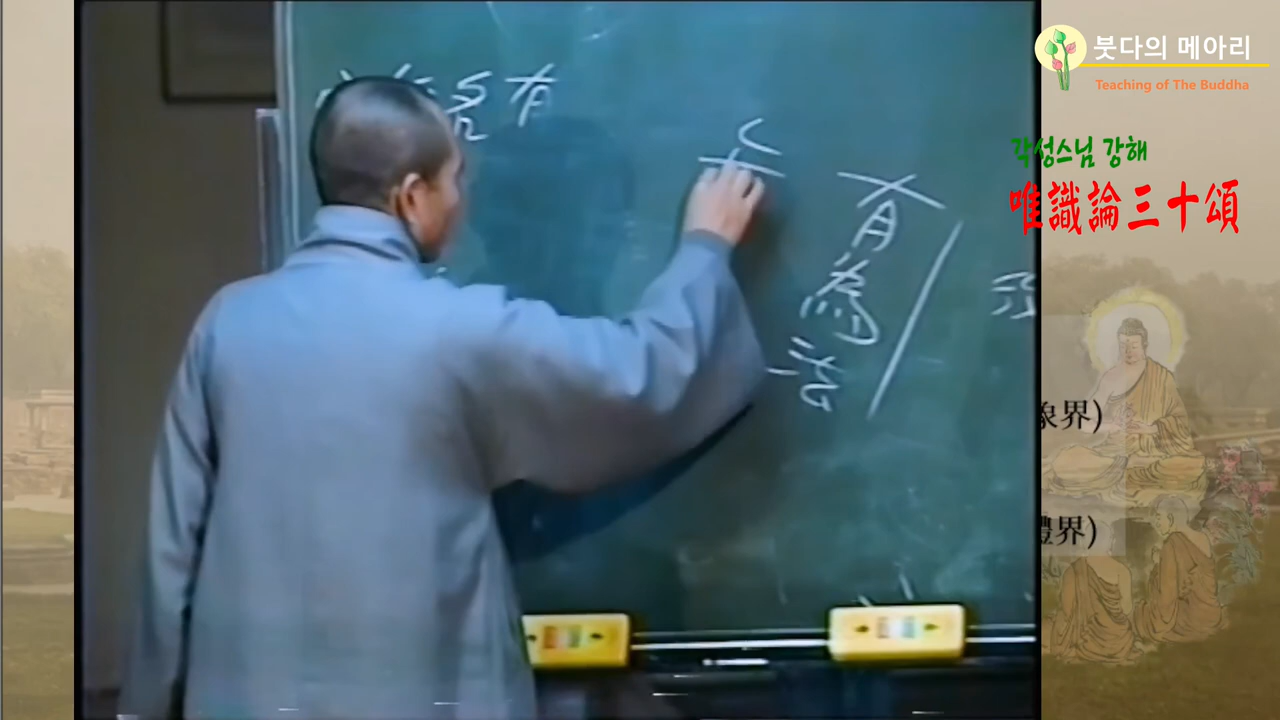 붓다의 메아리
Teaching of The Buddha
각성스님 강해
唯識論三十頌
有
有為法
象界)
體界)